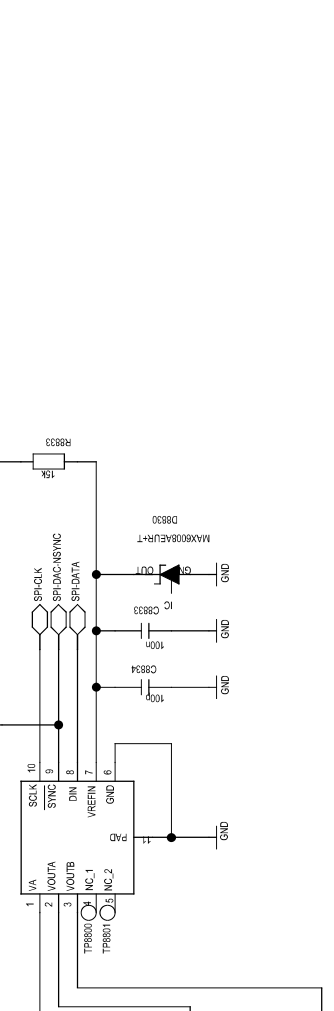 R8833
15k
D8830
MAX6008AEUR+T
OUT
GND
IC
GND
SPI-CLK
SPI-DAC-NSYNC
SPI-DATA
C8833
100n
GND
C8834
100p
GND
10
9
8
7
6
SCLK
SYNC
DIN
VREFIN
GND
PAD
11
GND
VA
VOUTA
VOUTB
NC_1
NC_2
1
2
3
4
5
TP8800
TP8801